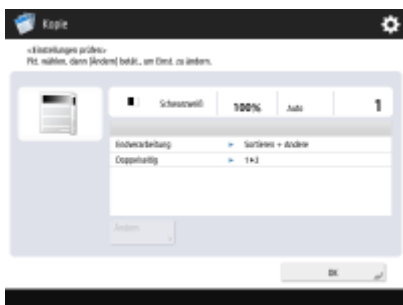 Kopie
<Einstellungen prüfen>
Pkt. wählen, dann [Ändern] betät., um Einst. zu ändern.
Schwarzweiß 100% Auto 1
Endverarbeitung ▶ Sortieren + Andere
Doppelseitig ▶ 1▸2
Ändern
OK